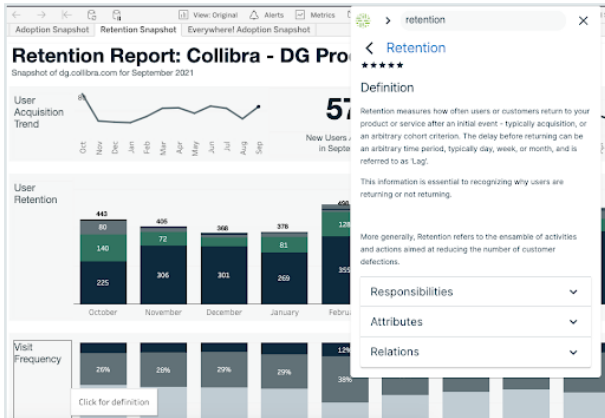 View: Original
Alerts
Metrics
Adoption Snapshot
Retention Snapshot
Everywhere! Adoption Snapshot
Retention Report: Collibra - DG Pro
Snapshot of dg.collibra.com for September 2021
User
Acquisition
Trend
Oct
Nov
Dec
Jan
Feb
Mar
Apr
May
Jun
Jul
Aug
Sep
57
New Users
in Septe
User
Retention
443
80
140
225
405
72
306
368
301
378
81
269
498
128
355
October
November
December
January
Februa
Visit
Frequency
26%
28%
29%
29%
12%
38%
Click for definition
retention
Retention
★★★★★
Definition
Retention measures how often users or customers return to your
product or service after an initial event - typically acquisition, or
an arbitrary cohort criterion. The delay before returning can be
an arbitrary time period, typically day, week, or month, and is
referred to as 'Lag'.
This information is essential to recognizing why users are
returning or not returning.
More generally, Retention refers to the ensamble of activities
and actions aimed at reducing the number of customer
defections.
Responsibilities
Attributes
Relations